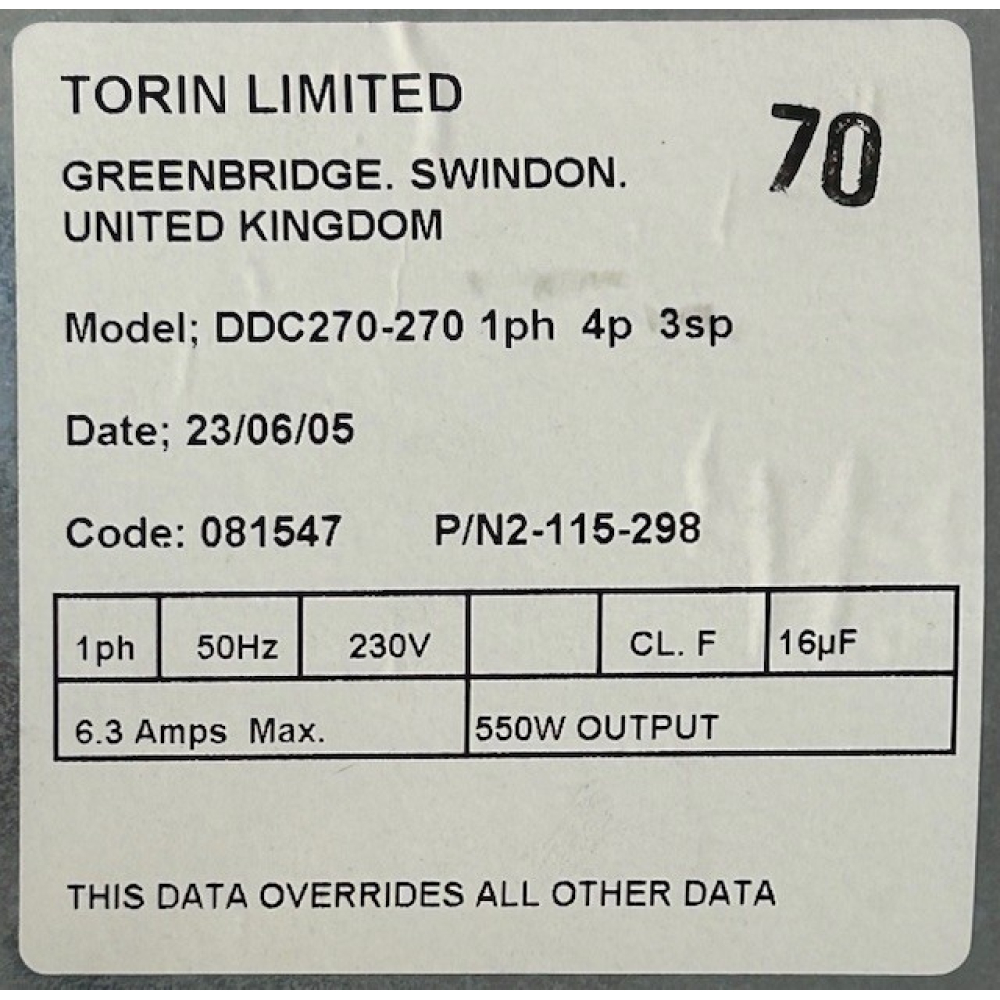 TORIN LIMITED
70
GREENBRIDGE. SWINDON.
UNITED KINGDOM
Model; DDC270-270 1ph 4p 3sp
Date; 23/06/05
Code: 081547 P/N2-115-298
1ph 50Hz 230V CL. F 16µF
6.3 Amps Max. 550W OUTPUT
THIS DATA OVERRIDES ALL OTHER DATA